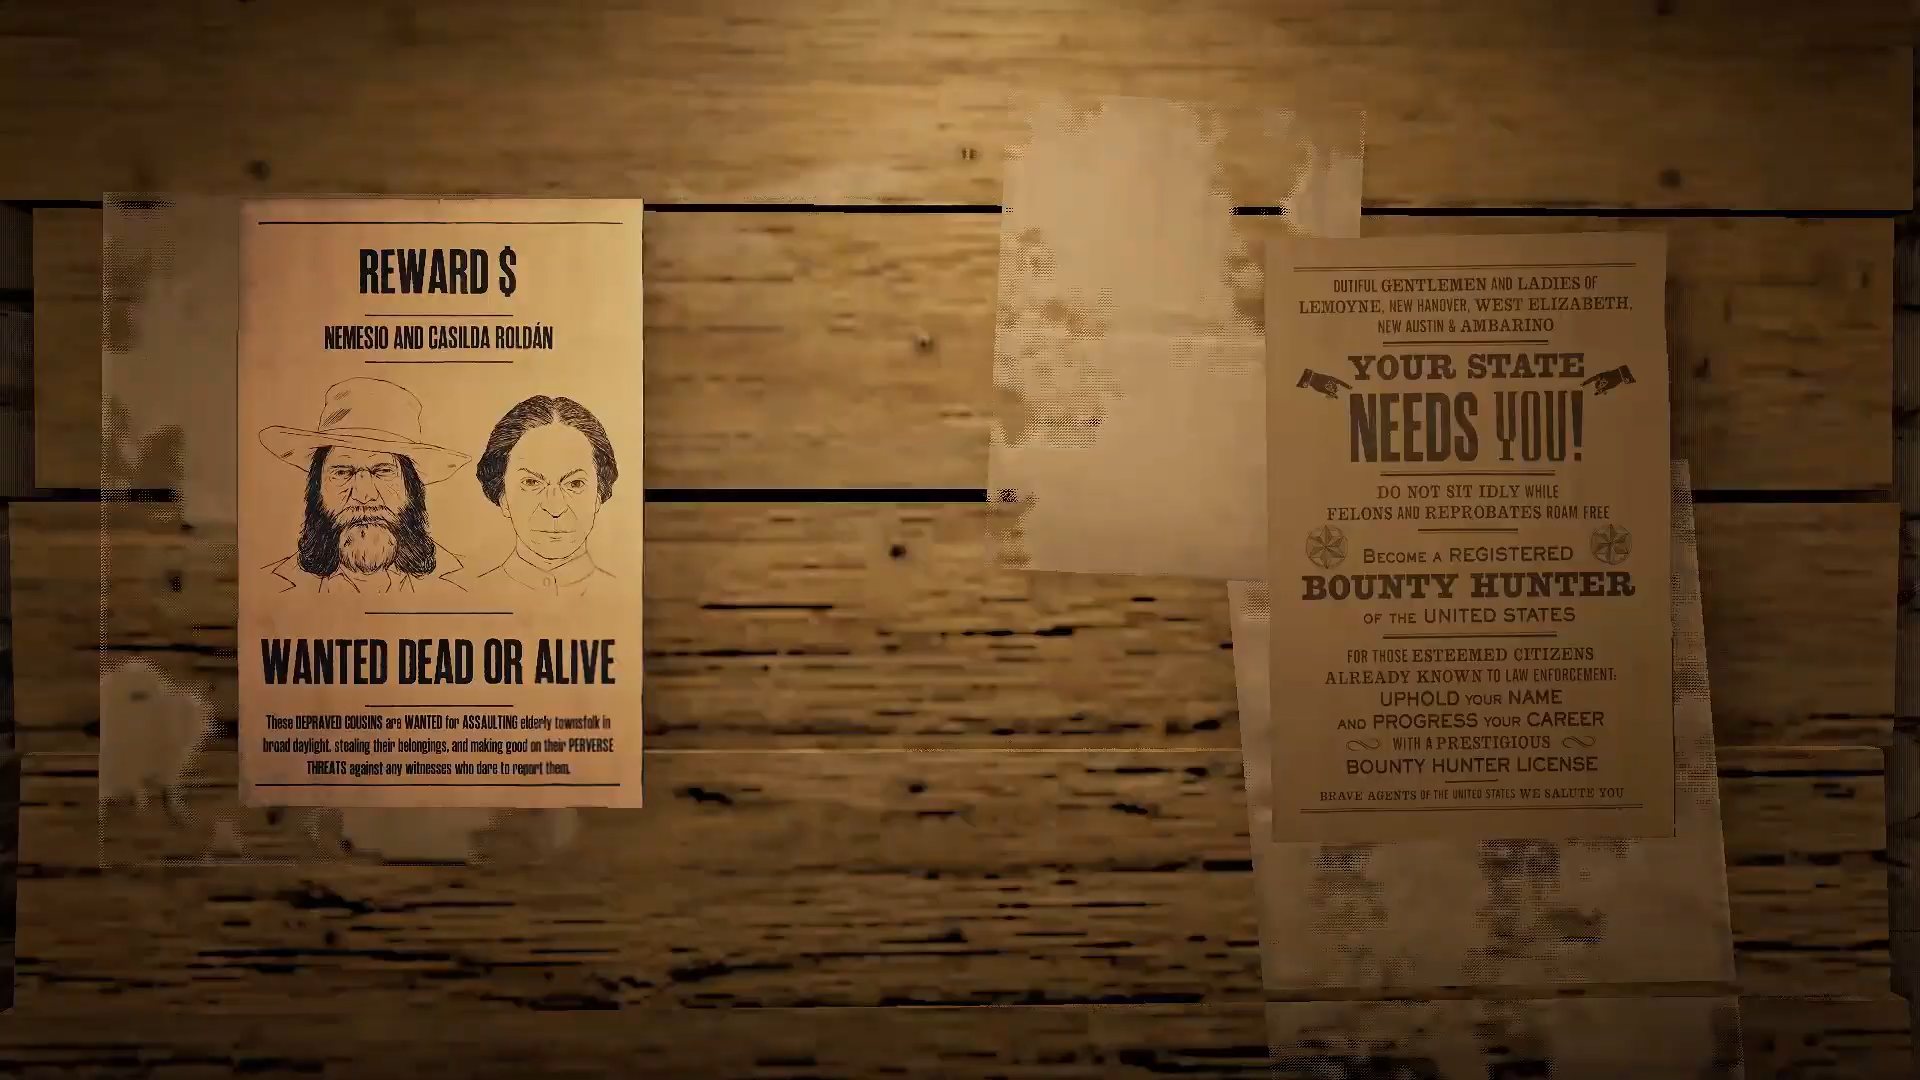 REWARD $
NEMESIO AND CASILDA ROLDÁN
WANTED DEAD OR ALIVE
These DEPRAVED COUSINS are WANTED for ASSAULTING elderly townsfolk in
broad daylight, stealing their belongings, and making good on their PERVERSE
THREATS against any witnesses who dare to report them.
DUTIFUL GENTLEMEN AND LADIES OF
LEMOYNE, NEW HANOVER, WEST ELIZABETH,
NEW AUSTIN & AMBARINO
YOUR STATE
NEEDS YOU!
DO NOT SIT IDLY WHILE
FELONS AND REPROBATES ROAM FREE
BECOME A REGISTERED
BOUNTY HUNTER
OF THE UNITED STATES
FOR THOSE ESTEEMED CITIZENS
ALREADY KNOWN TO LAW ENFORCEMENT:
UPHOLD YOUR NAME
AND PROGRESS YOUR CAREER
WITH A PRESTIGIOUS
BOUNTY HUNTER LICENSE
BRAVE AGENTS OF THE UNITED STATES WE SALUTE YOU